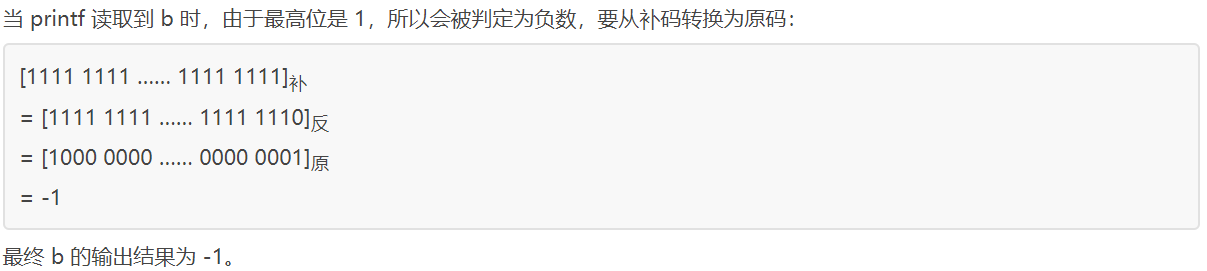 当 printf 读取到 b 时，由于最高位是 1，所以会被判定为负数，要从补码转换为原码：
[1111 1111 …… 1111 1111]补
= [1111 1111 …… 1111 1110]反
= [1000 0000 …… 0000 0001]原
= -1
最终 b 的输出结果为 -1。